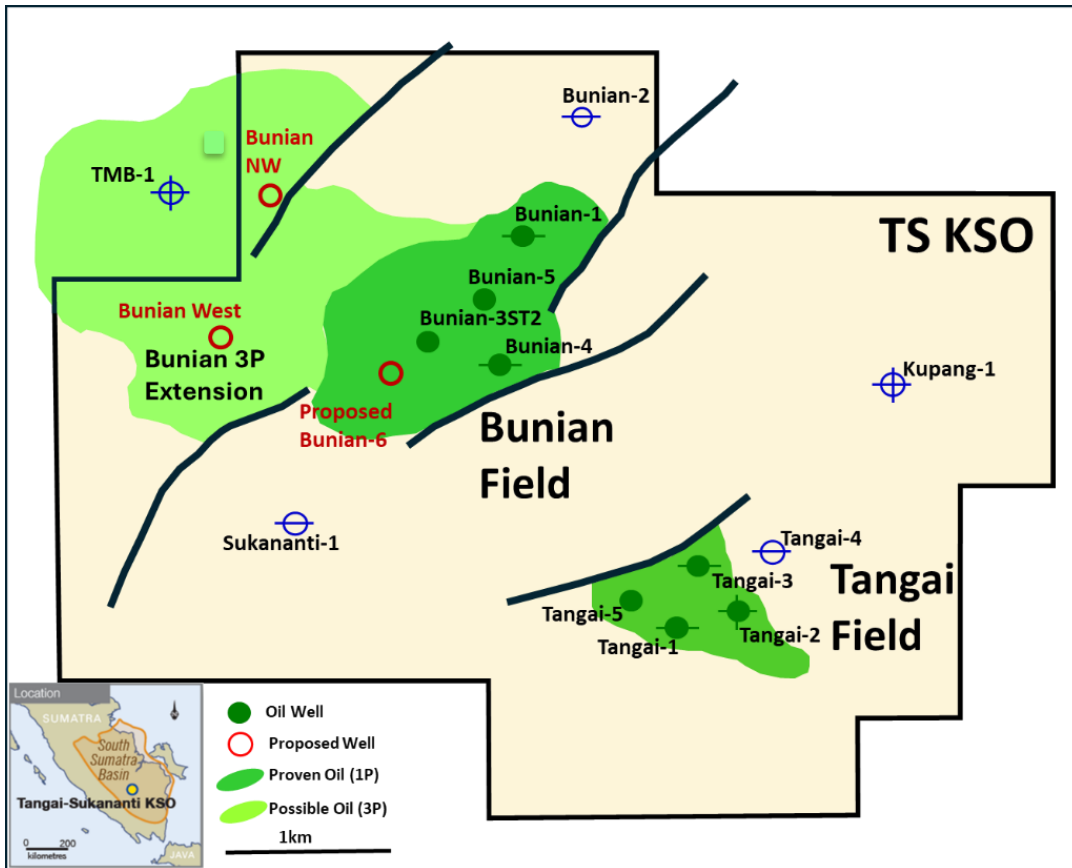 Bunian-2
Bunian
NW
TMB-1
Bunian-1
TS KSO
Bunian-5
Bunian West
Bunian-3ST2
Bunian 3P
Extension
Bunian-4
Kupang-1
Proposed
Bunian-6
Bunian
Field
Sukananti-1
Tangai-4
Tangai-3
Tangai
Field
Tangai-5
Tangai-2
Tangai-1
Location
SUMATRA
South
Sumatra
Basin
Tangai-Sukananti KSO
0 200
kilometres
JAVA
Oil Well
Proposed Well
Proven Oil (1P)
Possible Oil (3P)
1km